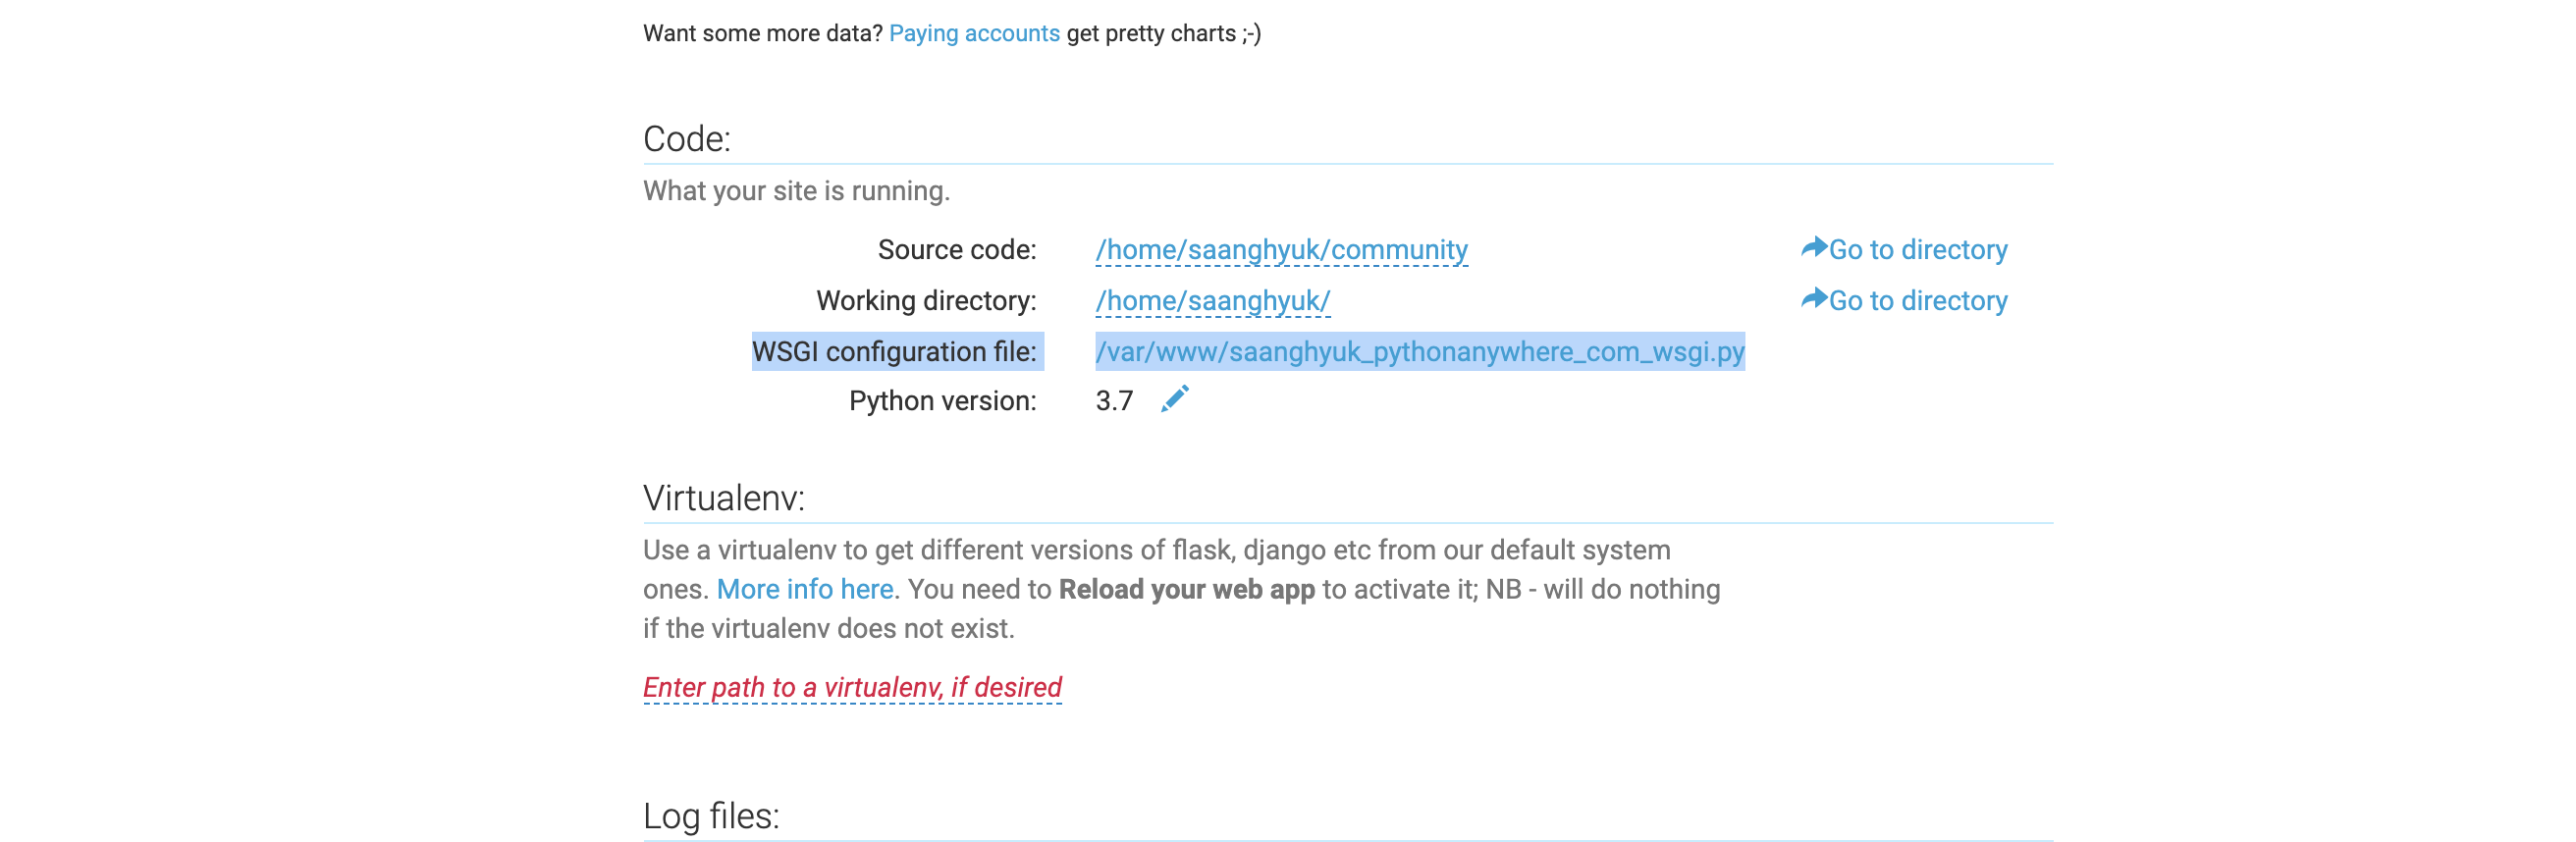 Want some more data? Paying accounts get pretty charts ;-)
Code:
What your site is running.
Source code: /home/saanghyuk/community Go to directory
Working directory: /home/saanghyuk/ Go to directory
WSGI configuration file: /var/www/saanghyuk_pythonanywhere_com_wsgi.py
Python version: 3.7
Virtualenv:
Use a virtualenv to get different versions of flask, django etc from our default system
ones. More info here. You need to Reload your web app to activate it; NB - will do nothing
if the virtualenv does not exist.
Enter path to a virtualenv, if desired
Log files: